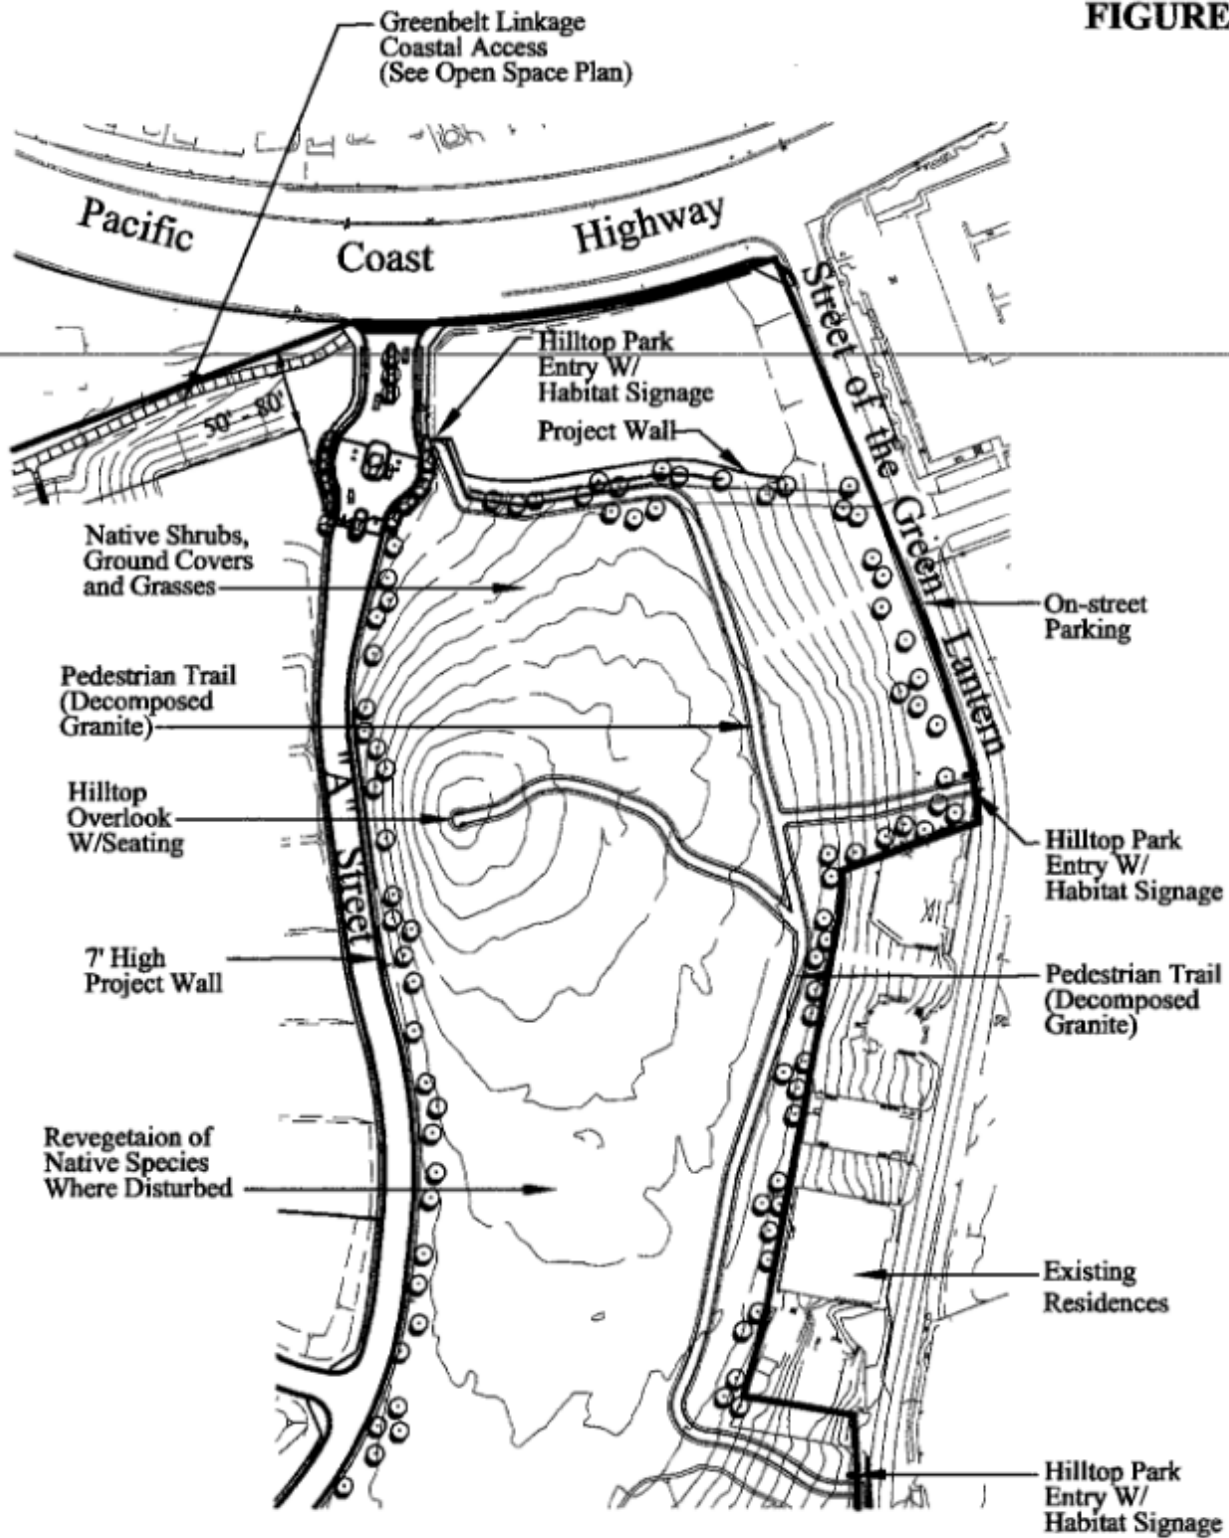 FIGURE
Greenbelt Linkage
Coastal Access
(See Open Space Plan)
Pacific Coast Highway
Street of the Green Lantern
Hilltop Park
Entry W/
Habitat Signage
50' - 80'
Project Wall
Native Shrubs,
Ground Covers
and Grasses
On-street
Parking
Pedestrian Trail
(Decomposed
Granite)
"A" Street
Hilltop
Overlook
W/Seating
Hilltop Park
Entry W/
Habitat Signage
7' High
Project Wall
Pedestrian Trail
(Decomposed
Granite)
Revegetaion of
Native Species
Where Disturbed
Existing
Residences
Hilltop Park
Entry W/
Habitat Signage